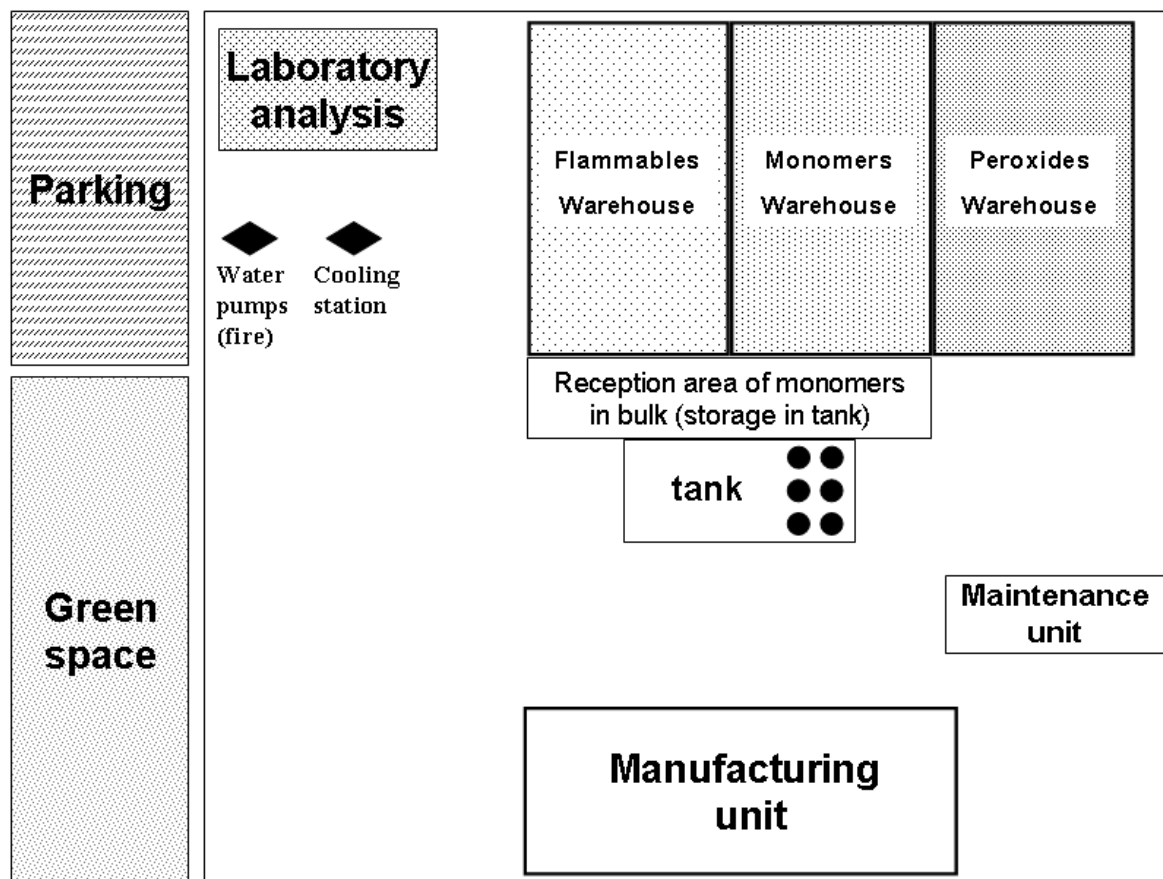 Laboratory
analysis
Parking
Flammables
Warehouse
Monomers
Warehouse
Peroxides
Warehouse
Water
pumps
(fire)
Cooling
station
Reception area of monomers
in bulk (storage in tank)
tank
Green
space
Maintenance
unit
Manufacturing
unit